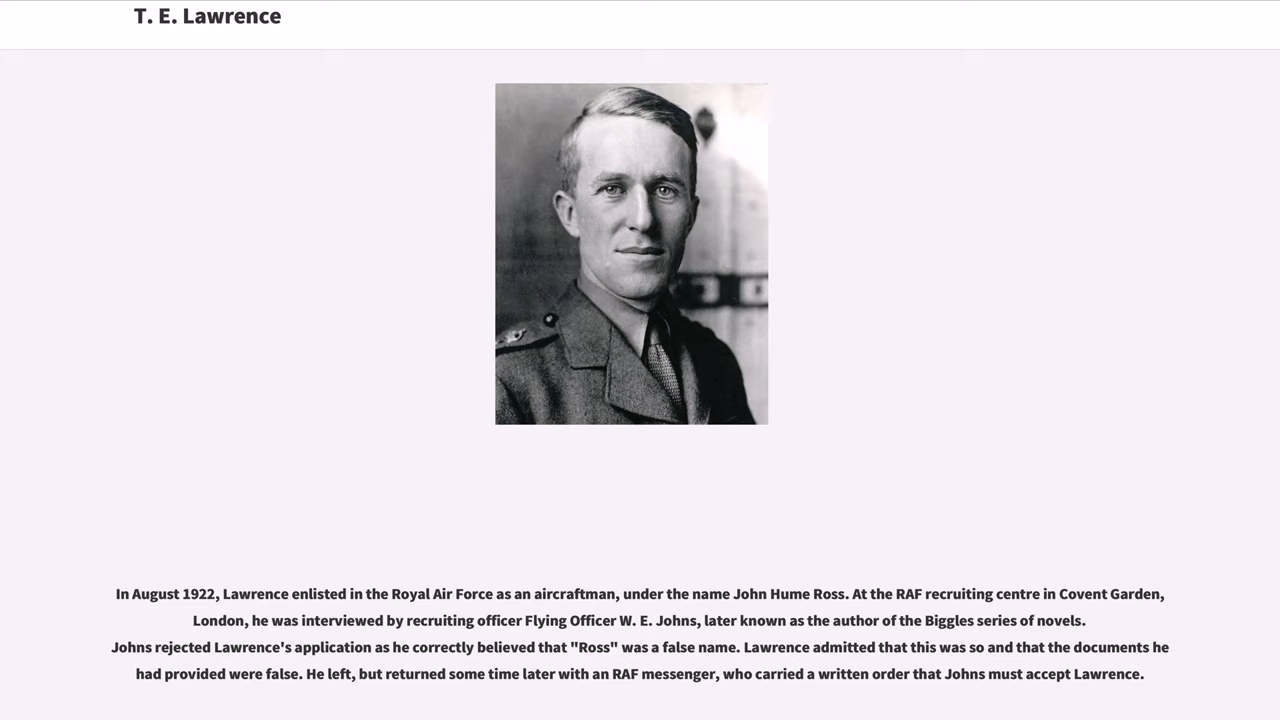 T. E. Lawrence
In August 1922, Lawrence enlisted in the Royal Air Force as an aircraftman, under the name John Hume Ross. At the RAF recruiting centre in Covent Garden,
London, he was interviewed by recruiting officer Flying Officer W. E. Johns, later known as the author of the Biggles series of novels.
Johns rejected Lawrence's application as he correctly believed that "Ross" was a false name. Lawrence admitted that this was so and that the documents he
had provided were false. He left, but returned some time later with an RAF messenger, who carried a written order that Johns must accept Lawrence.